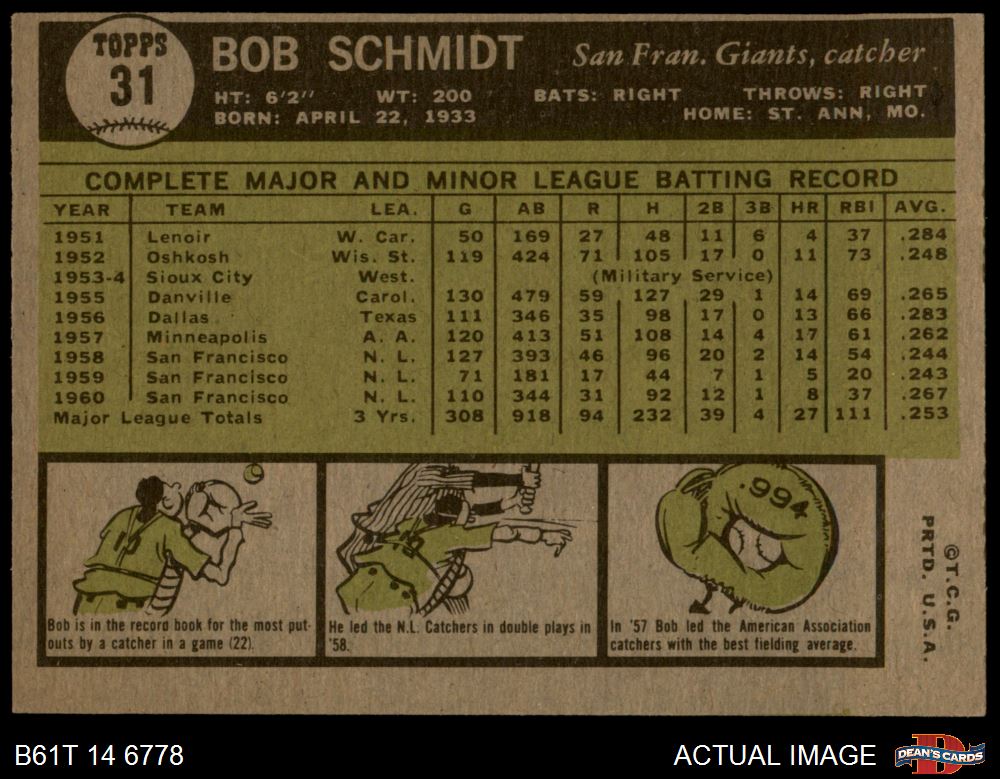 TOPPS
31
BOB SCHMIDT
San Fran. Giants, catcher
HT: 6'2" WT: 200 BATS: RIGHT THROWS: RIGHT
BORN: APRIL 22, 1933 HOME: ST. ANN, MO.
COMPLETE MAJOR AND MINOR LEAGUE BATTING RECORD
YEAR TEAM LEA. G AB R H 2B 3B HR RBI AVG.
1951 Lenoir W. Car. 50 169 27 48 11 6 4 37 .284
1952 Oshkosh Wis. St. 119 424 71 105 17 0 11 73 .248
1953-4 Sioux City West. (Military Service)
1955 Danville Carol. 130 479 59 127 29 1 14 69 .265
1956 Dallas Texas 111 346 35 98 17 0 13 66 .283
1957 Minneapolis A. A. 120 413 51 108 14 4 17 61 .262
1958 San Francisco N. L. 127 393 46 96 20 2 14 54 .244
1959 San Francisco N. L. 71 181 17 44 7 1 5 20 .243
1960 San Francisco N. L. 110 344 31 92 12 1 8 37 .267
Major League Totals 3 Yrs. 308 918 94 232 39 4 27 111 .253
Bob is in the record book for the most put-
outs by a catcher in a game (22).
He led the N.L. Catchers in double plays in
'58.
.994
In '57 Bob led the American Association
catchers with the best fielding average.
©T.C.G.
PRTD. U.S.A.
B61T 14 6778
ACTUAL IMAGE
DEAN'S CARDS